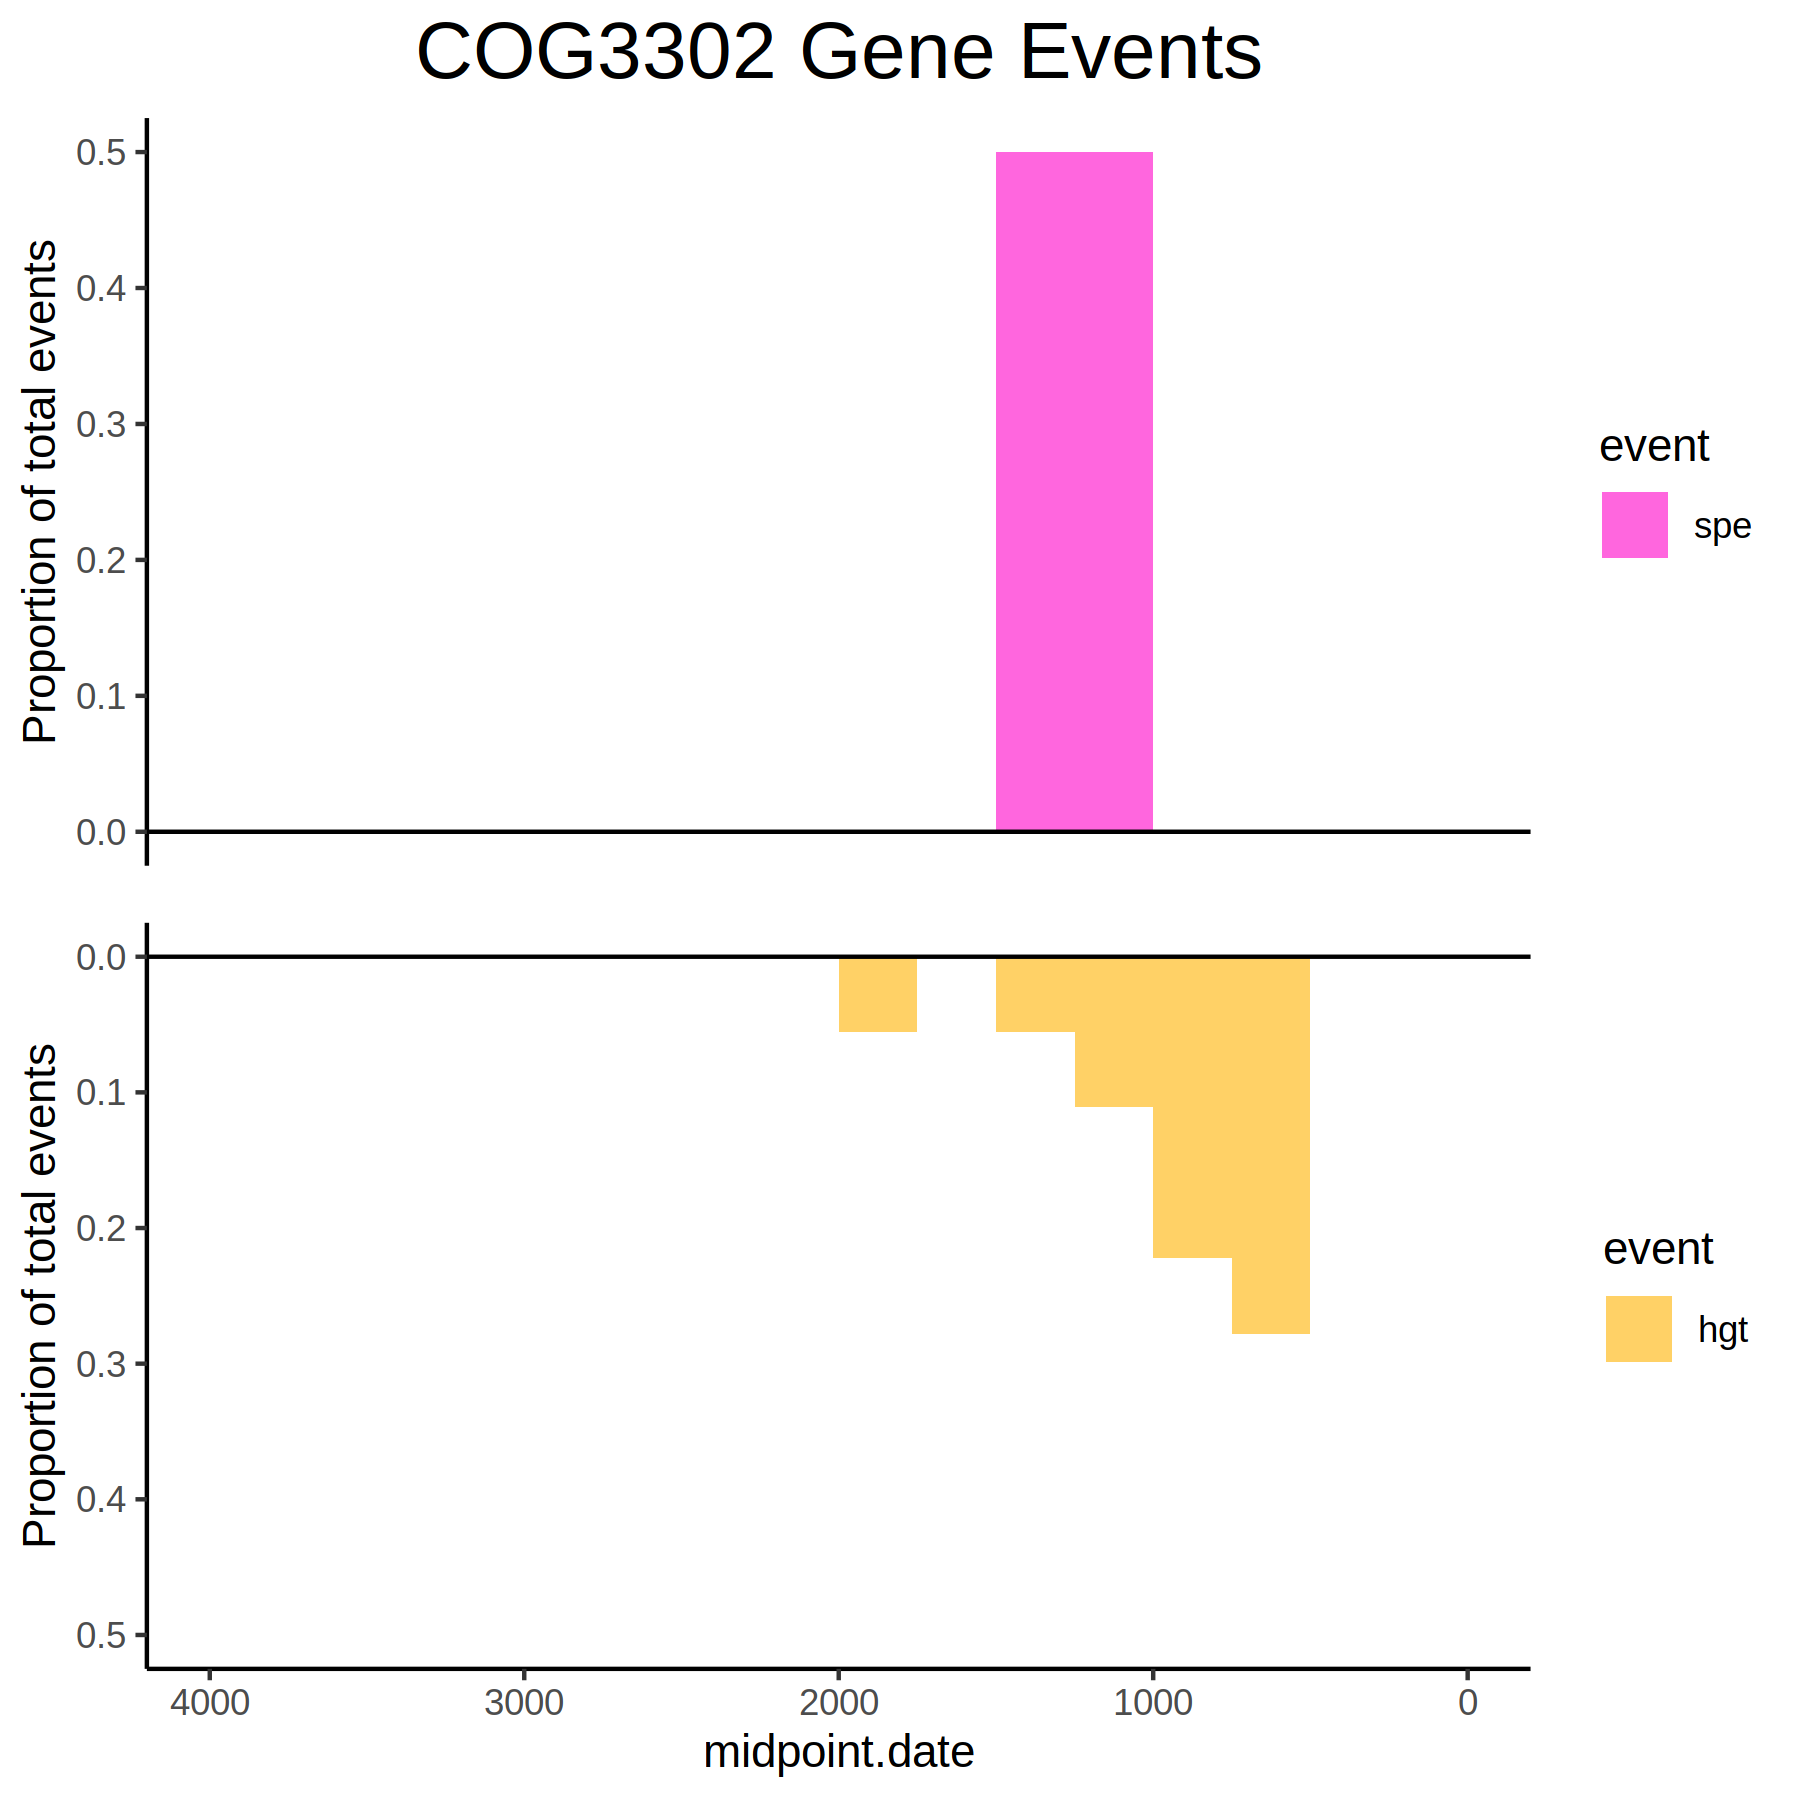 COG3302 Gene Events
Proportion of total events
0.5
0.4
0.3
0.2
0.1
0.0
event
spe
Proportion of total events
0.0
0.1
0.2
0.3
0.4
0.5
event
hgt
4000 3000 2000 1000 0
midpoint.date